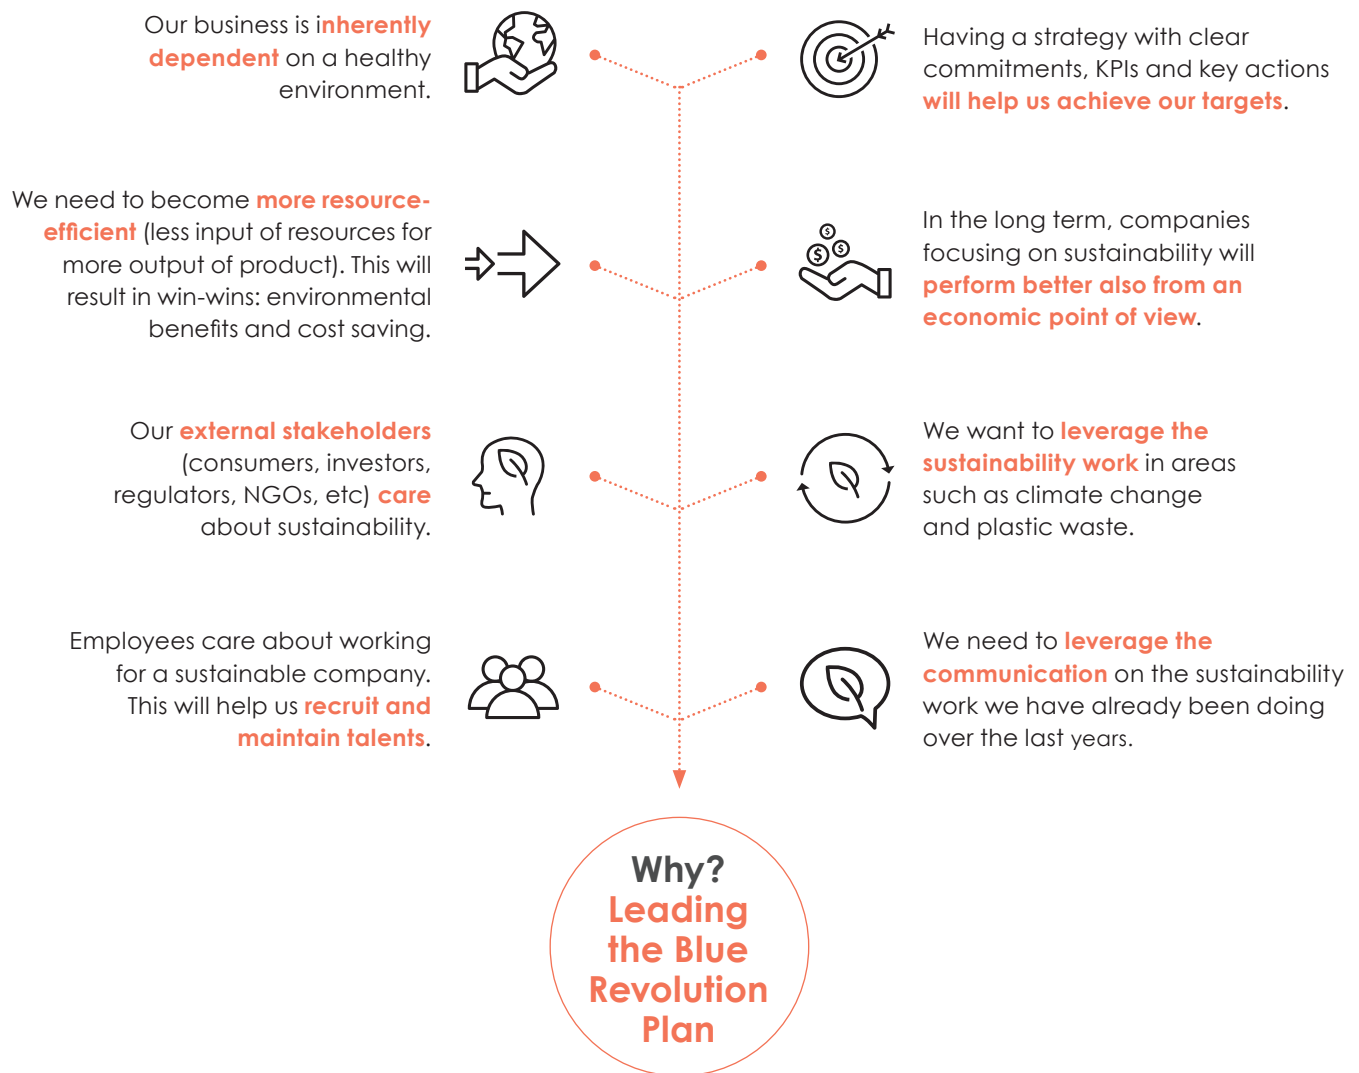 Our business is inherently
dependent on a healthy
environment.
Having a strategy with clear
commitments, KPIs and key actions
will help us achieve our targets.
We need to become more resource-
efficient (less input of resources for
more output of product). This will
result in win-wins: environmental
benefits and cost saving.
$
$
$
In the long term, companies
focusing on sustainability will
perform better also from an
economic point of view.
Our external stakeholders
(consumers, investors,
regulators, NGOs, etc) care
about sustainability.
We want to leverage the
sustainability work in areas
such as climate change
and plastic waste.
Employees care about working
for a sustainable company.
This will help us recruit and
maintain talents.
We need to leverage the
communication on the sustainability
work we have already been doing
over the last years.
Why?
Leading
the Blue
Revolution
Plan